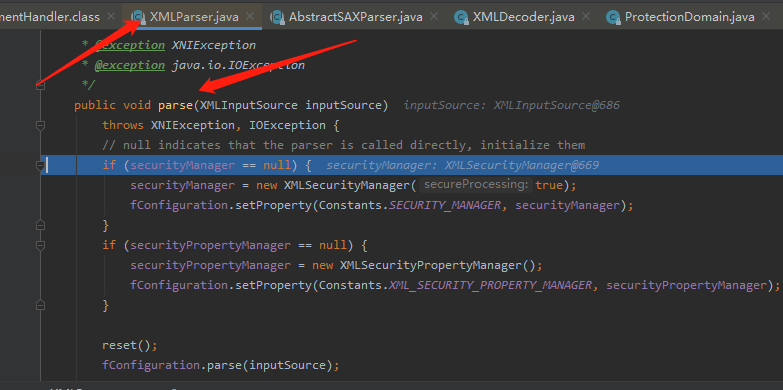 mentHandler.class × XMLParser.java × AbstractSAXParser.java × XMLDecoder.java × ProtectionDomain.java ×
* @exception XNIException
* @exception java.io.IOException
*/
public void parse(XMLInputSource inputSource) inputSource: XMLInputSource@686
throws XNIException, IOException {
// null indicates that the parser is called directly, initialize them
if (securityManager == null) { securityManager: XMLSecurityManager@669
securityManager = new XMLSecurityManager( secureProcessing: true);
fConfiguration.setProperty(Constants.SECURITY_MANAGER, securityManager);
}
if (securityPropertyManager == null) {
securityPropertyManager = new XMLSecurityPropertyManager();
fConfiguration.setProperty(Constants.XML_SECURITY_PROPERTY_MANAGER, securityPropertyManager);
}
reset();
fConfiguration.parse(inputSource);